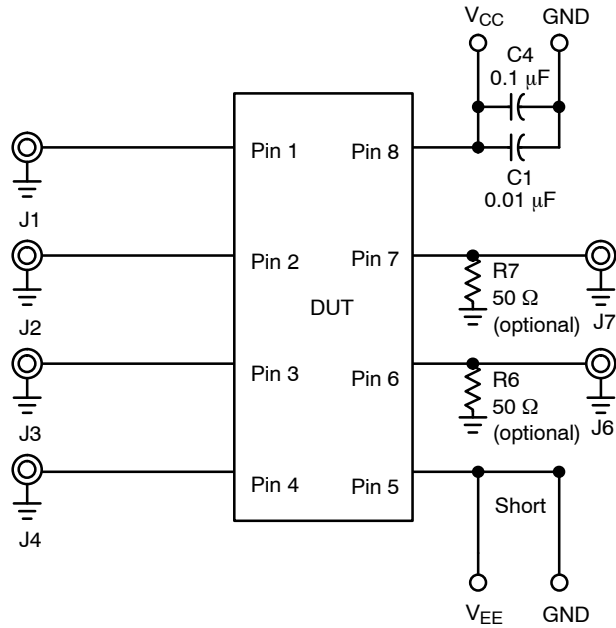 VCC GND
C4
0.1 μF
C1
0.01 μF
J1
Pin 1 Pin 8
J2
Pin 2 Pin 7
R7
50 Ω
(optional)
J7
DUT
J3
Pin 3 Pin 6
R6
50 Ω
(optional)
J6
J4
Pin 4 Pin 5
Short
VEE GND